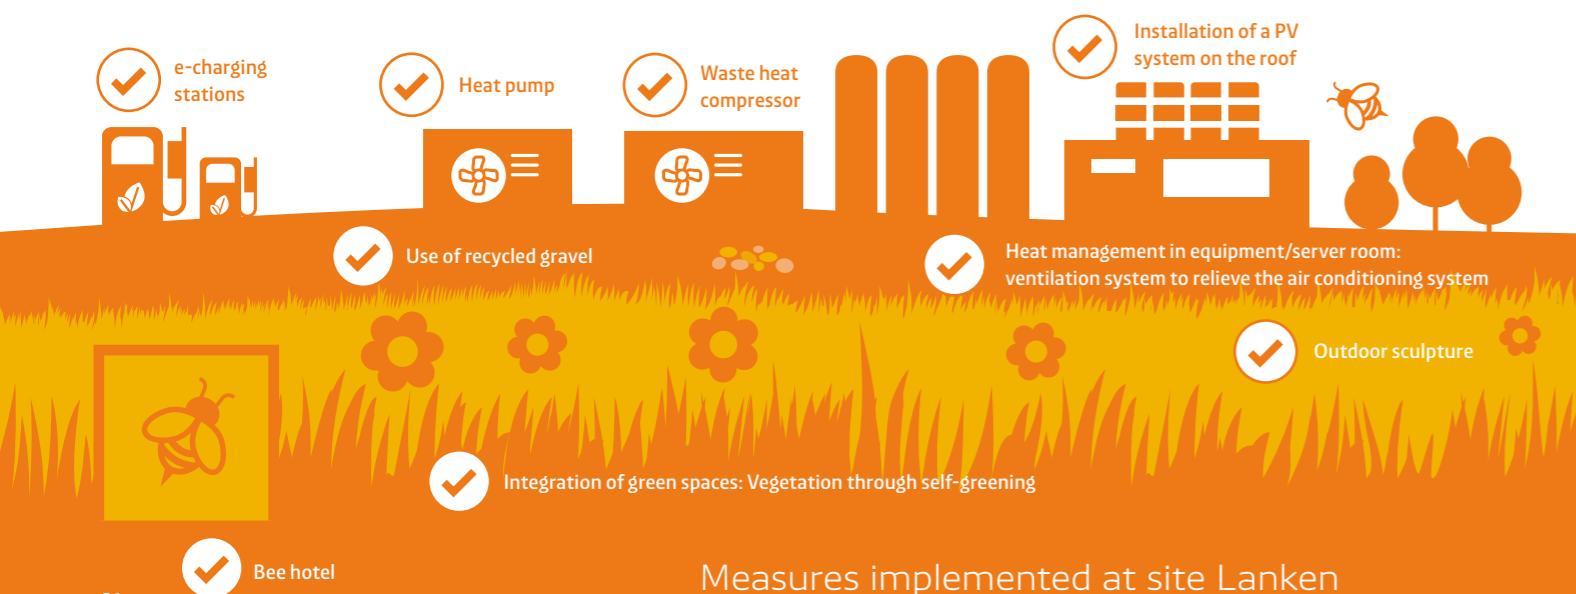 e-charging
stations
Heat pump
Waste heat
compressor
Installation of a PV
system on the roof
Use of recycled gravel
Heat management in equipment/server room:
ventilation system to relieve the air conditioning system
Outdoor sculpture
Integration of green spaces: Vegetation through self-greening
Bee hotel
Measures implemented at site Lanken